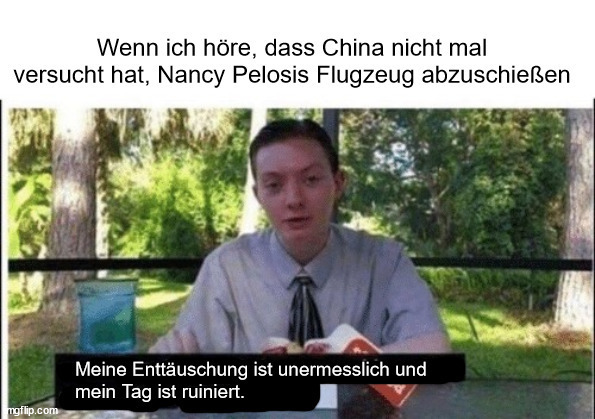 Wenn ich höre, dass China nicht mal
versucht hat, Nancy Pelosis Flugzeug abzuschießen
Meine Enttäuschung ist unermesslich und
mein Tag ist ruiniert.
imgflip.com